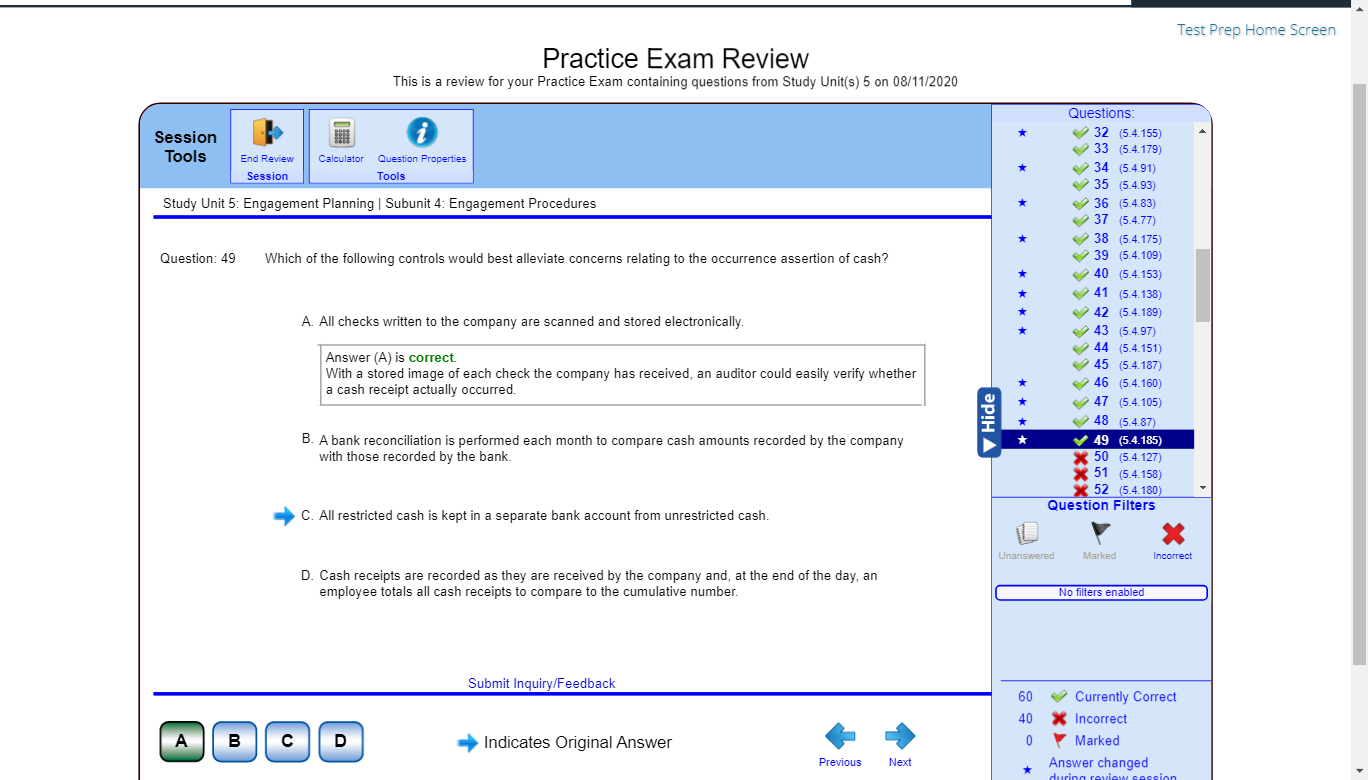 Test Prep Home Screen
Practice Exam Review
This is a review for your Practice Exam containing questions from Study Unit(s) 5 on 08/11/2020
Session
Tools
End Review
Session
Calculator
Question Properties
Tools
Study Unit 5: Engagement Planning | Subunit 4: Engagement Procedures
Question: 49
Which of the following controls would best alleviate concerns relating to the occurrence assertion of cash?
A. All checks written to the company are scanned and stored electronically.
Answer (A) is correct.
With a stored image of each check the company has received, an auditor could easily verify whether
a cash receipt actually occurred.
B. A bank reconciliation is performed each month to compare cash amounts recorded by the company
with those recorded by the bank.
C. All restricted cash is kept in a separate bank account from unrestricted cash.
D. Cash receipts are recorded as they are received by the company and, at the end of the day, an
employee totals all cash receipts to compare to the cumulative number.
Submit Inquiry/Feedback
A
B
C
D
Indicates Original Answer
Previous
Next
Hide
Questions:
32 (5.4.155)
33 (5.4.179)
34 (5.4.91)
35 (5.4.93)
36 (5.4.83)
37 (5.4.77)
38 (5.4.175)
39 (5.4.109)
40 (5.4.153)
41 (5.4.138)
42 (5.4.189)
43 (5.4.97)
44 (5.4.151)
45 (5.4.187)
46 (5.4.160)
47 (5.4.105)
48 (5.4.87)
49 (5.4.185)
50 (5.4.127)
51 (5.4.158)
52 (5.4.180)
Question Filters
Unanswered
Marked
Incorrect
No filters enabled
60 Currently Correct
40 Incorrect
0 Marked
Answer changed
during review session